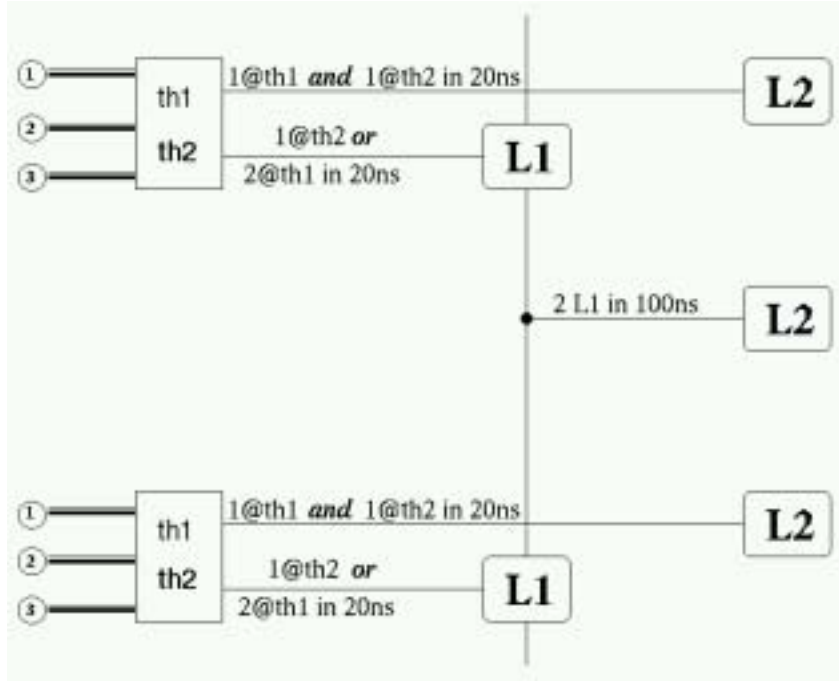 1
1@th1 and 1@th2 in 20ns
L2
th1
2
1@th2 or
L1
th2
3
2@th1 in 20ns
2 L1 in 100ns
L2
1
1@th1 and 1@th2 in 20ns
L2
th1
2
1@th2 or
th2
L1
3
2@th1 in 20ns